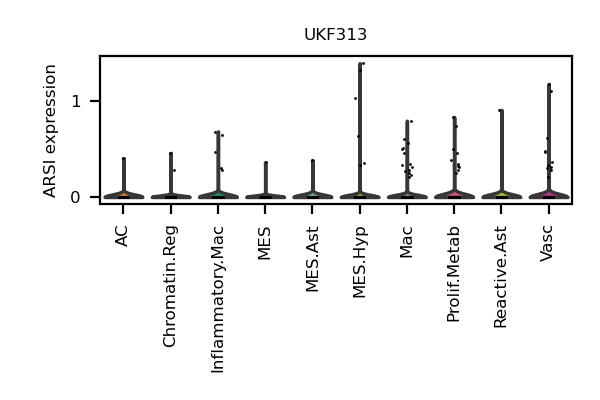 UKF313
ARSI expression
1
0
AC
Chromatin.Reg
Inflammatory.Mac
MES
MES.Ast
MES.Hyp
Mac
Prolif.Metab
Reactive.Ast
Vasc